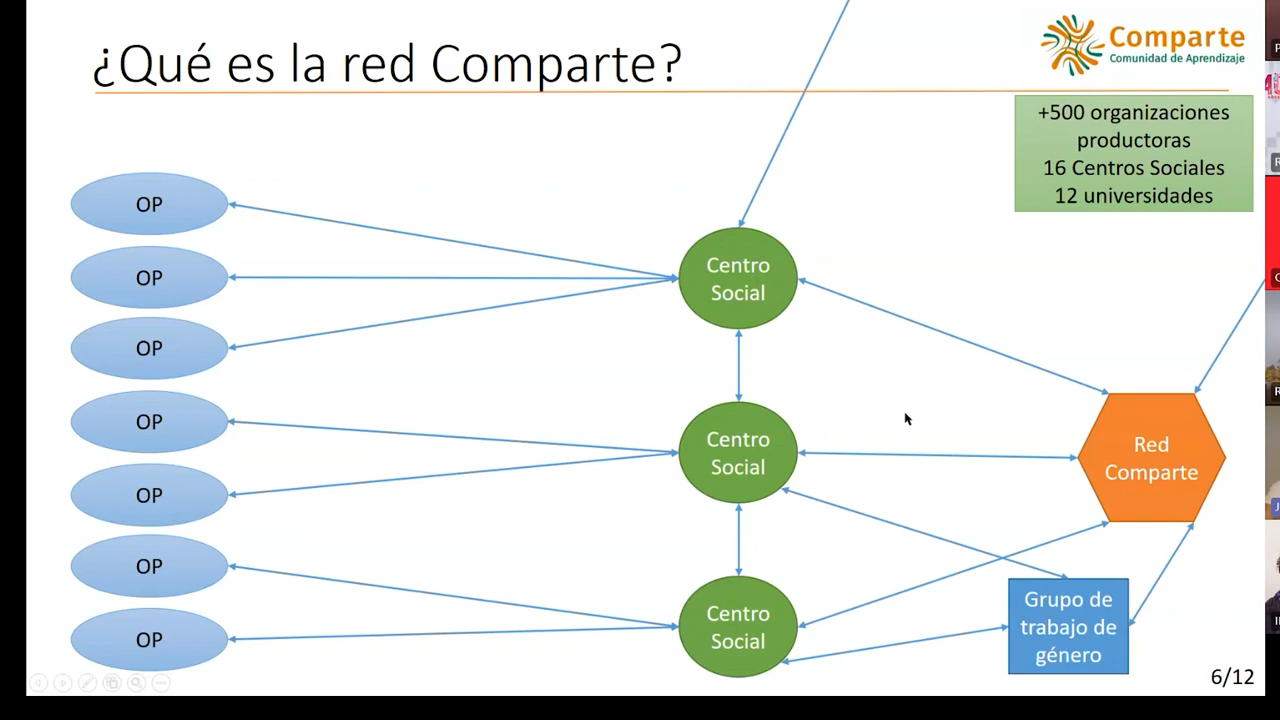 ¿Qué es la red Comparte?
Comparte
Comunidad de Aprendizaje
+500 organizaciones
productoras
16 Centros Sociales
12 universidades
OP
OP
OP
OP
OP
OP
OP
Centro
Social
Centro
Social
Centro
Social
Red
Comparte
Grupo de
trabajo de
género
6/12